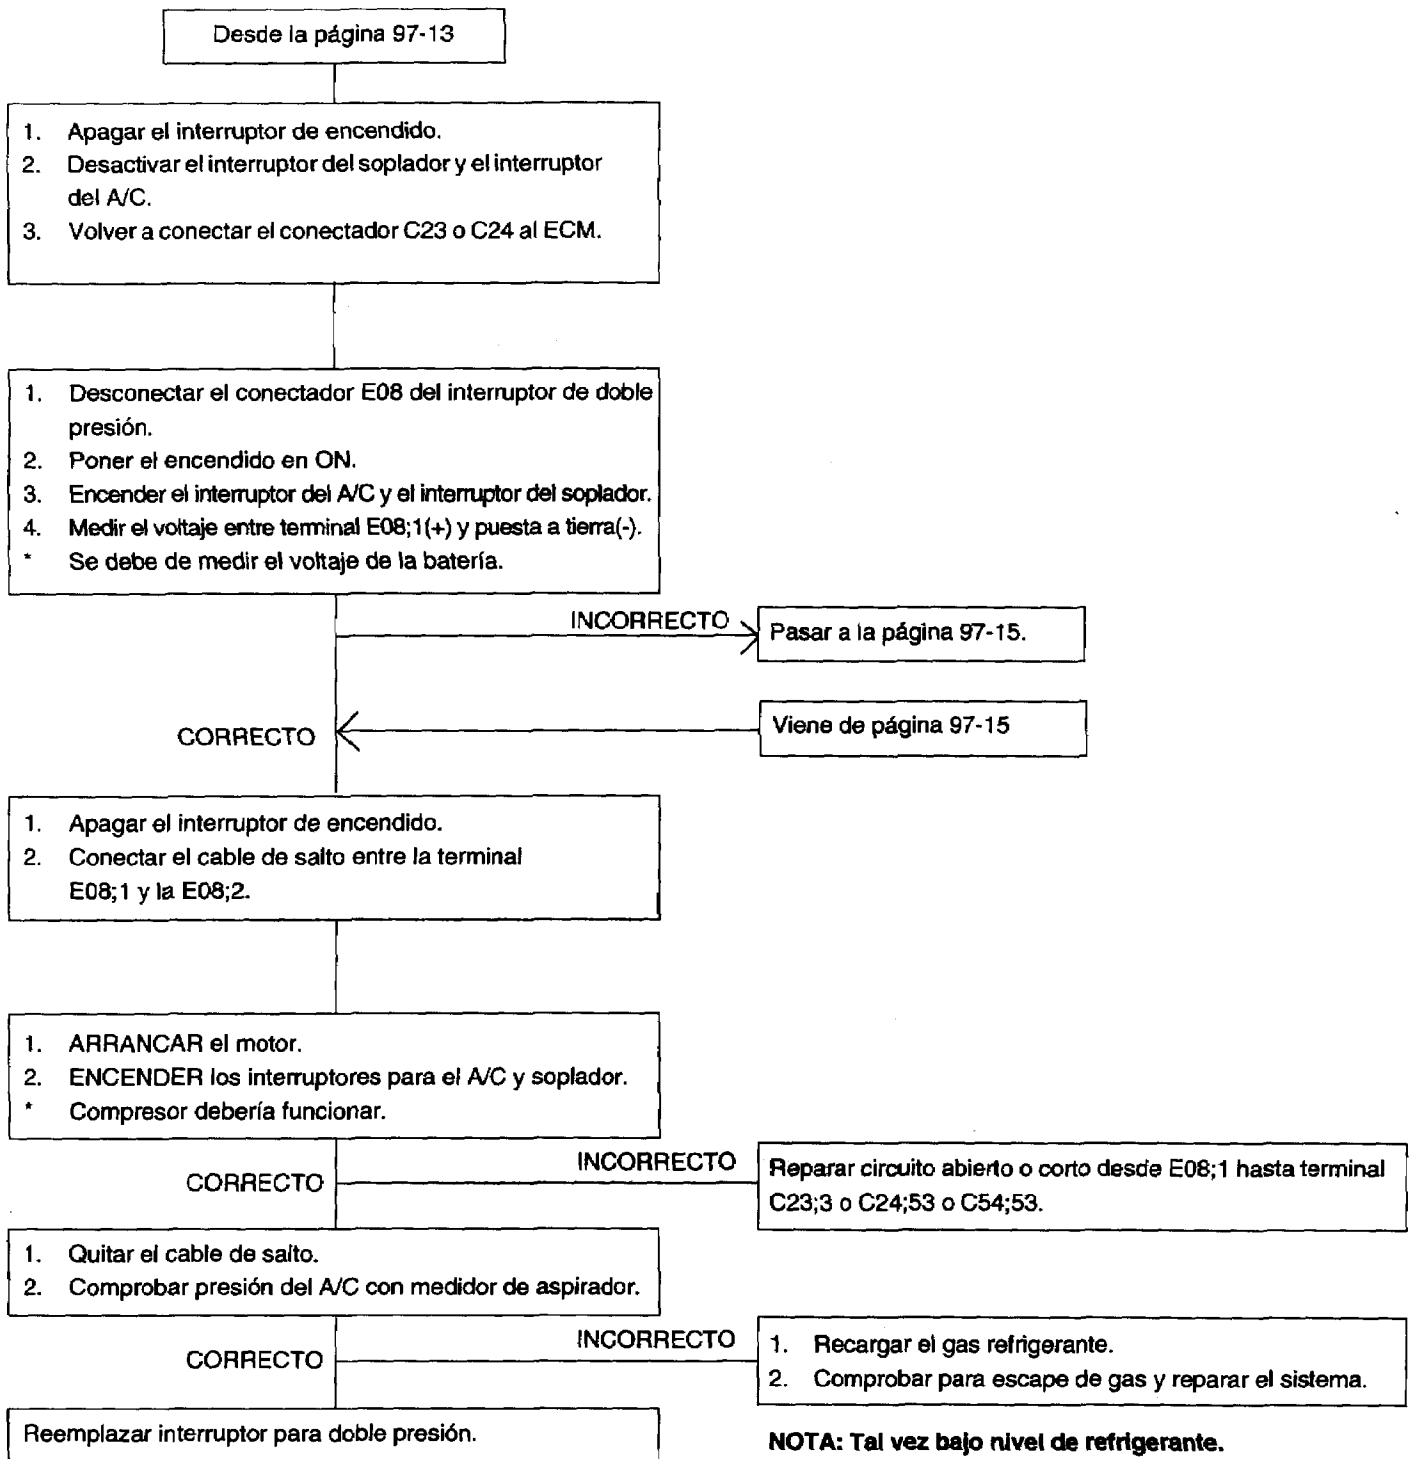 Desde la página 97-13
1. Apagar el interruptor de encendido.
2. Desactivar el interruptor del soplador y el interruptor
del A/C.
3. Volver a conectar el conectador C23 o C24 al ECM.
1. Desconectar el conectador E08 del interruptor de doble
presión.
2. Poner el encendido en ON.
3. Encender el interruptor del A/C y el interruptor del soplador.
4. Medir el voltaje entre terminal E08;1(+) y puesta a tierra(-).
* Se debe de medir el voltaje de la batería.
INCORRECTO
Pasar a la página 97-15.
Viene de página 97-15
CORRECTO
1. Apagar el interruptor de encendido.
2. Conectar el cable de salto entre la terminal
E08;1 y la E08;2.
1. ARRANCAR el motor.
2. ENCENDER los interruptores para el A/C y soplador.
* Compresor debería funcionar.
INCORRECTO
CORRECTO
Reparar circuito abierto o corto desde E08;1 hasta terminal
C23;3 o C24;53 o C54;53.
1. Quitar el cable de salto.
2. Comprobar presión del A/C con medidor de aspirador.
INCORRECTO
CORRECTO
1. Recargar el gas refrigerante.
2. Comprobar para escape de gas y reparar el sistema.
Reemplazar interruptor para doble presión.
NOTA: Tal vez bajo nivel de refrigerante.